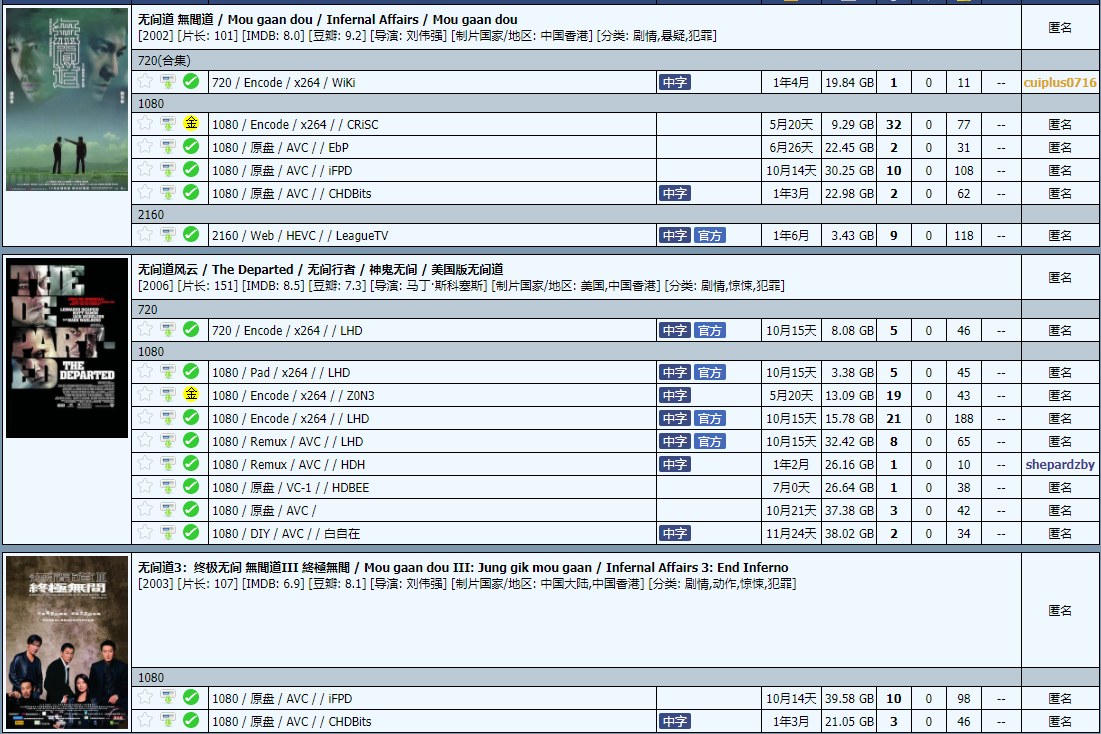 无间道 無間道 / Mou gaan dou / Infernal Affairs / Mou gaan dou
[2002] [片长: 101] [IMDB: 8.0] [豆瓣: 9.2] [导演: 刘伟强] [制片国家/地区: 中国香港] [分类: 剧情,悬疑,犯罪]
匿名
720(合集)
720 / Encode / x264 / WiKi 中字 1年4月 19.84 GB 1 0 11 -- cuiplus0716
1080
金 1080 / Encode / x264 / / CRiSC 5月20天 9.29 GB 32 0 77 -- 匿名
1080 / 原盘 / AVC / / EbP 6月26天 22.45 GB 2 0 31 -- 匿名
1080 / 原盘 / AVC / / iFPD 10月14天 30.25 GB 10 0 108 -- 匿名
1080 / 原盘 / AVC / / CHDBits 中字 1年3月 22.98 GB 2 0 62 -- 匿名
2160
2160 / Web / HEVC / / LeagueTV 中字 官方 1年6月 3.43 GB 9 0 118 -- 匿名
無間道
无间道风云 / The Departed / 无间行者 / 神鬼无间 / 美国版无间道
[2006] [片长: 151] [IMDB: 8.5] [豆瓣: 7.3] [导演: 马丁·斯科塞斯] [制片国家/地区: 美国,中国香港] [分类: 剧情,惊悚,犯罪]
匿名
720
720 / Encode / x264 / / LHD 中字 官方 10月15天 8.08 GB 5 0 46 -- 匿名
1080
1080 / Pad / x264 / / LHD 中字 官方 10月15天 3.38 GB 5 0 45 -- 匿名
金 1080 / Encode / x264 / / Z0N3 中字 5月20天 13.09 GB 19 0 43 -- 匿名
1080 / Encode / x264 / / LHD 中字 官方 10月15天 15.78 GB 21 0 188 -- 匿名
1080 / Remux / AVC / / LHD 中字 官方 10月15天 32.42 GB 8 0 65 -- 匿名
1080 / Remux / AVC / / HDH 中字 1年2月 26.16 GB 1 0 10 -- shepardzby
1080 / 原盘 / VC-1 / / HDBEE 7月0天 26.64 GB 1 0 38 -- 匿名
1080 / 原盘 / AVC / 10月21天 37.38 GB 3 0 42 -- 匿名
1080 / DIY / AVC / / 白自在 中字 11月24天 38.02 GB 2 0 34 -- 匿名
THE
DE
PART
ED
THE
DEPARTED
无间道3：终极无间 無間道III 終極無間 / Mou gaan dou III: Jung gik mou gaan / Infernal Affairs 3: End Inferno
[2003] [片长: 107] [IMDB: 6.9] [豆瓣: 8.1] [导演: 刘伟强] [制片国家/地区: 中国大陆,中国香港] [分类: 剧情,动作,惊悚,犯罪]
匿名
1080
1080 / 原盘 / AVC / / iFPD 10月14天 39.58 GB 10 0 98 -- 匿名
1080 / 原盘 / AVC / / CHDBits 中字 1年3月 21.05 GB 3 0 46 -- 匿名
終極無間